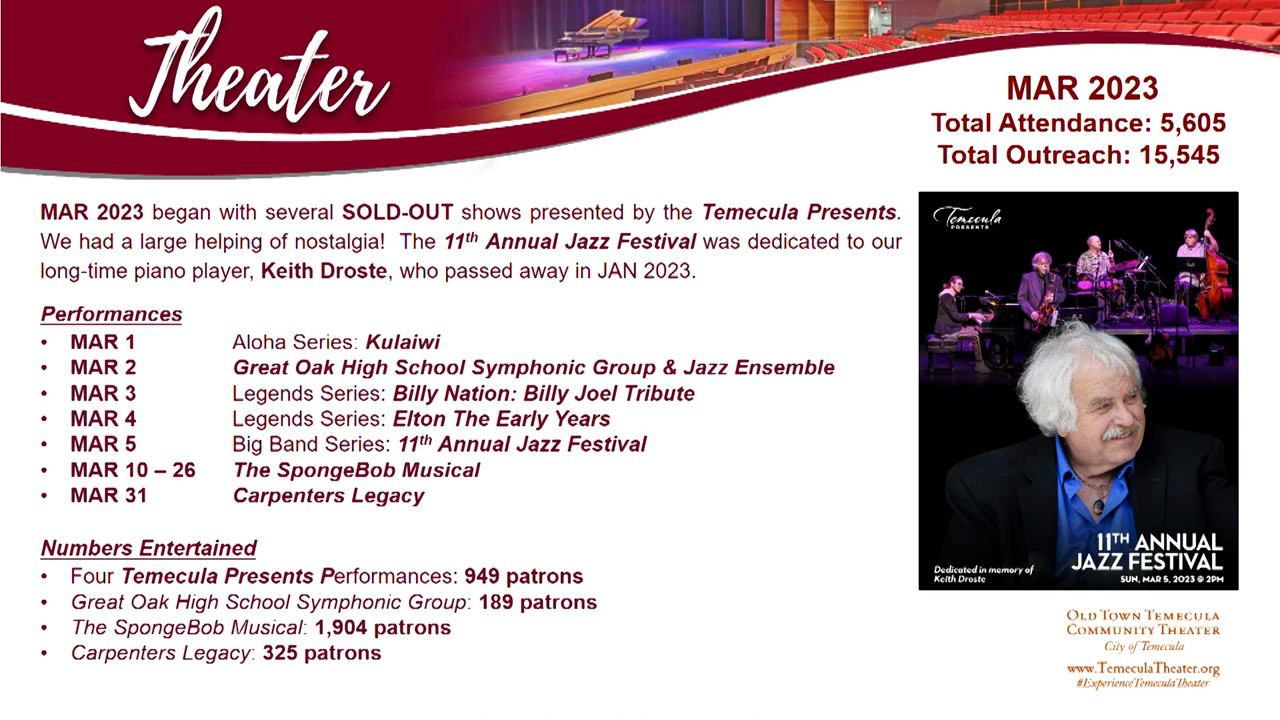 Theater
MAR 2023
Total Attendance: 5,605
Total Outreach: 15,545
MAR 2023 began with several SOLD-OUT shows presented by the Temecula Presents.
We had a large helping of nostalgia! The 11th Annual Jazz Festival was dedicated to our
long-time piano player, Keith Droste, who passed away in JAN 2023.
Performances
• MAR 1 Aloha Series: Kulaiwi
• MAR 2 Great Oak High School Symphonic Group & Jazz Ensemble
• MAR 3 Legends Series: Billy Nation: Billy Joel Tribute
• MAR 4 Legends Series: Elton The Early Years
• MAR 5 Big Band Series: 11th Annual Jazz Festival
• MAR 10 – 26 The SpongeBob Musical
• MAR 31 Carpenters Legacy
Numbers Entertained
• Four Temecula Presents Performances: 949 patrons
• Great Oak High School Symphonic Group: 189 patrons
• The SpongeBob Musical: 1,904 patrons
• Carpenters Legacy: 325 patrons
Temecula
PRESENTS
11TH ANNUAL
JAZZ FESTIVAL
SUN, MAR 5, 2023 @ 2PM
Dedicated in memory of
Keith Droste
OLD TOWN TEMECULA
COMMUNITY THEATER
City of Temecula
www.TemeculaTheater.org
#ExperienceTemeculaTheater